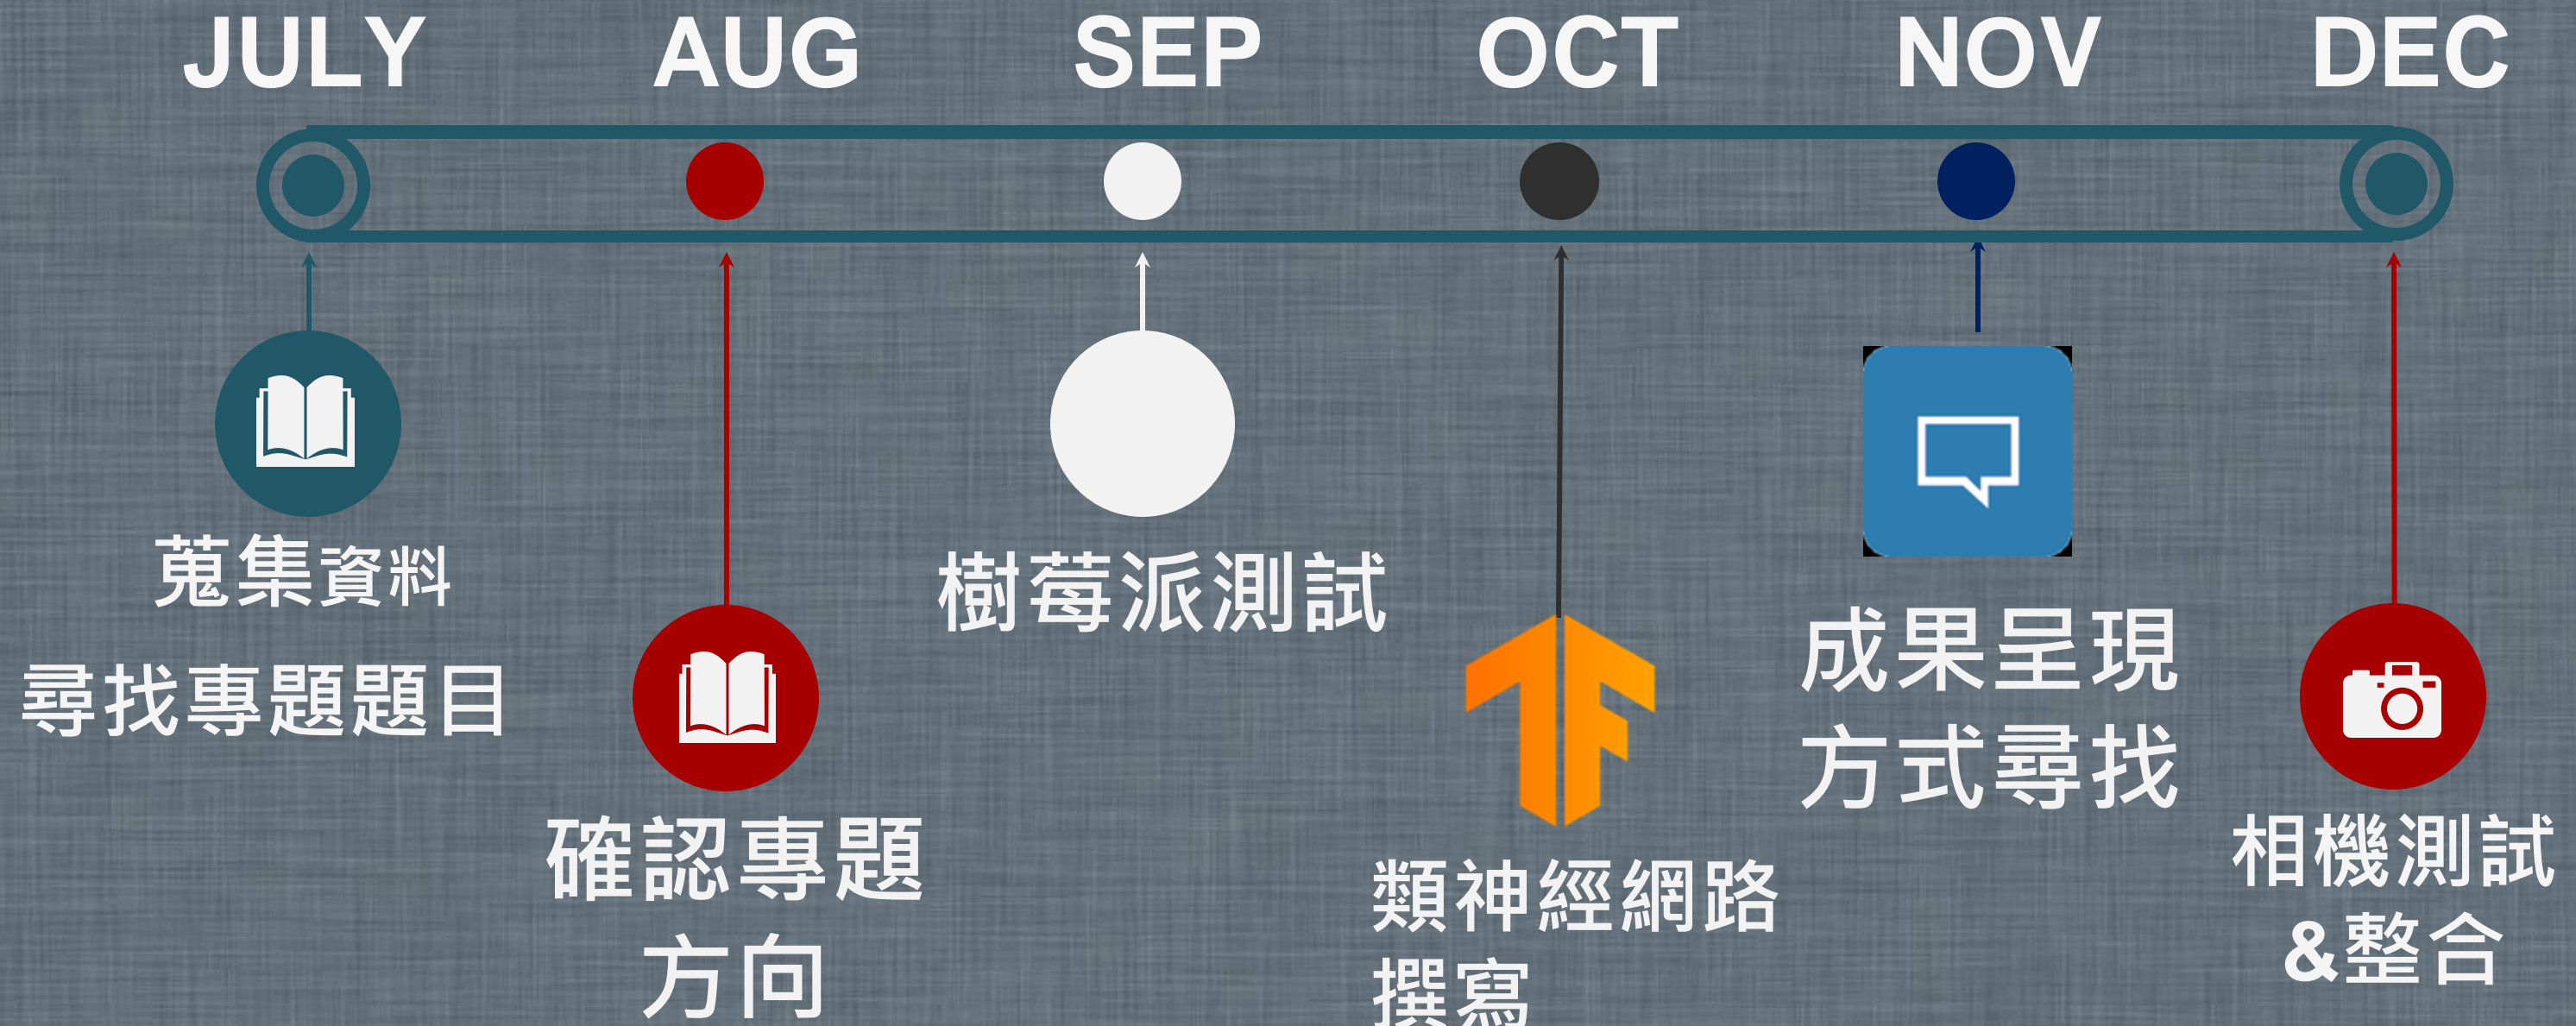 JULY
AUG
SEP
OCT
NOV
DEC
蒐集資料
尋找專題題目
確認專題
方向
樹莓派測試
類神經網路
撰寫
成果呈現
方式尋找
相機測試
&整合